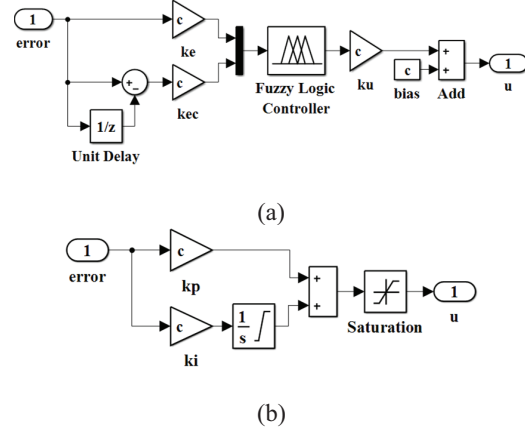 1
error
c
ke
+
−
c
kec
1/z
Unit Delay
Fuzzy Logic
Controller
c
ku
c
bias
+
+
Add
1
u
(a)
1
error
c
kp
c
ki
1
s
+
+
Saturation
1
u
(b)